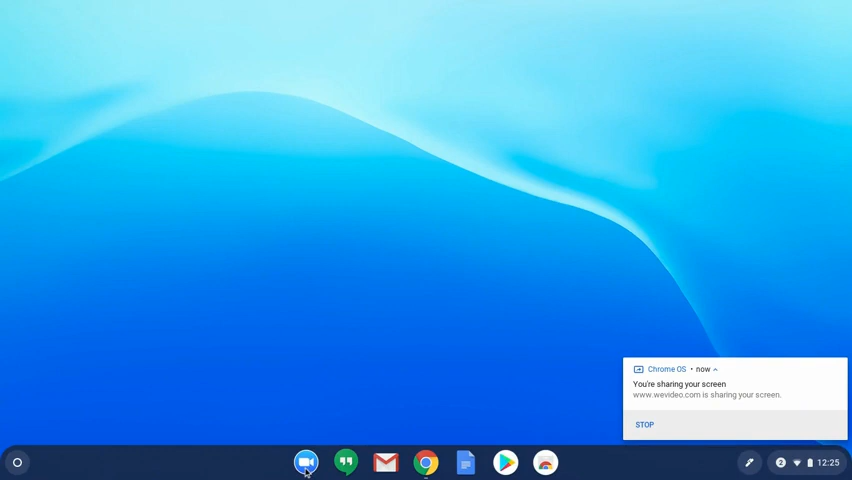 Chrome OS • now
You're sharing your screen
www.wevideo.com is sharing your screen.
STOP
2
12:25